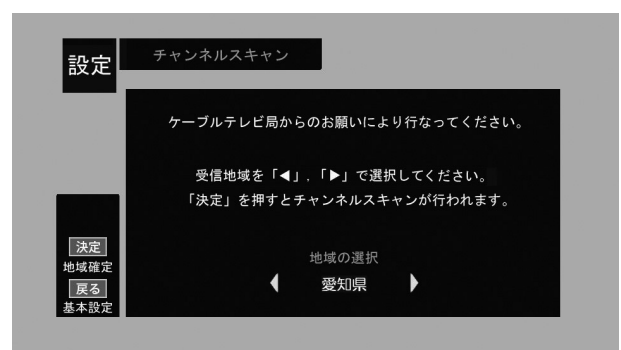 設定
チャンネルスキャン
ケーブルテレビ局からのお願いにより行なってください。
受信地域を「◀」,「▶」で選択してください。
「決定」を押すとチャンネルスキャンが行われます。
地域の選択
◀ 愛知県 ▶
決定
地域確定
戻る
基本設定